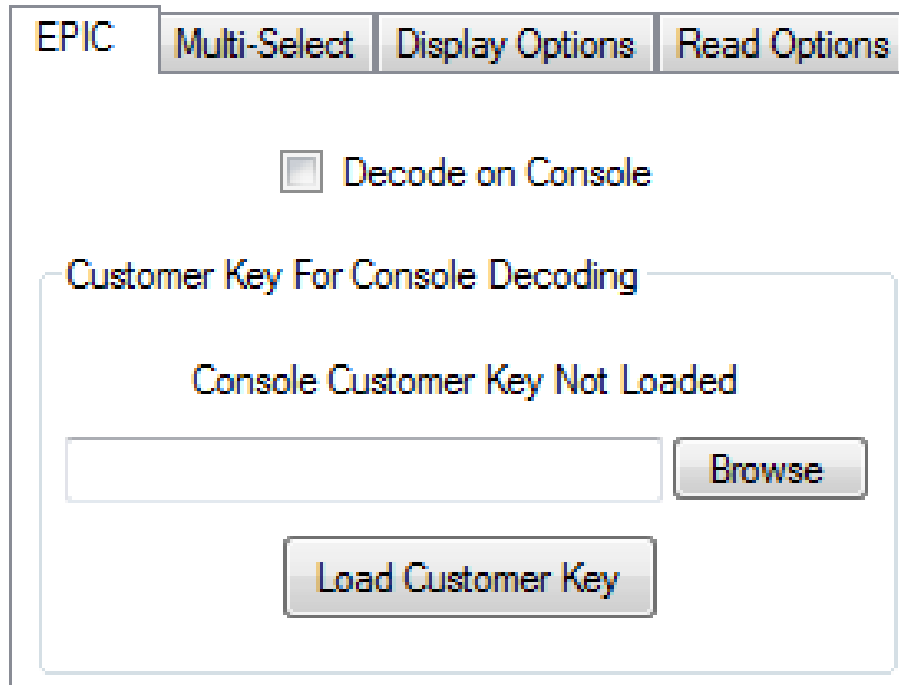 EPIC Multi-Select Display Options Read Options
Decode on Console
Customer Key For Console Decoding
Console Customer Key Not Loaded
Browse
Load Customer Key